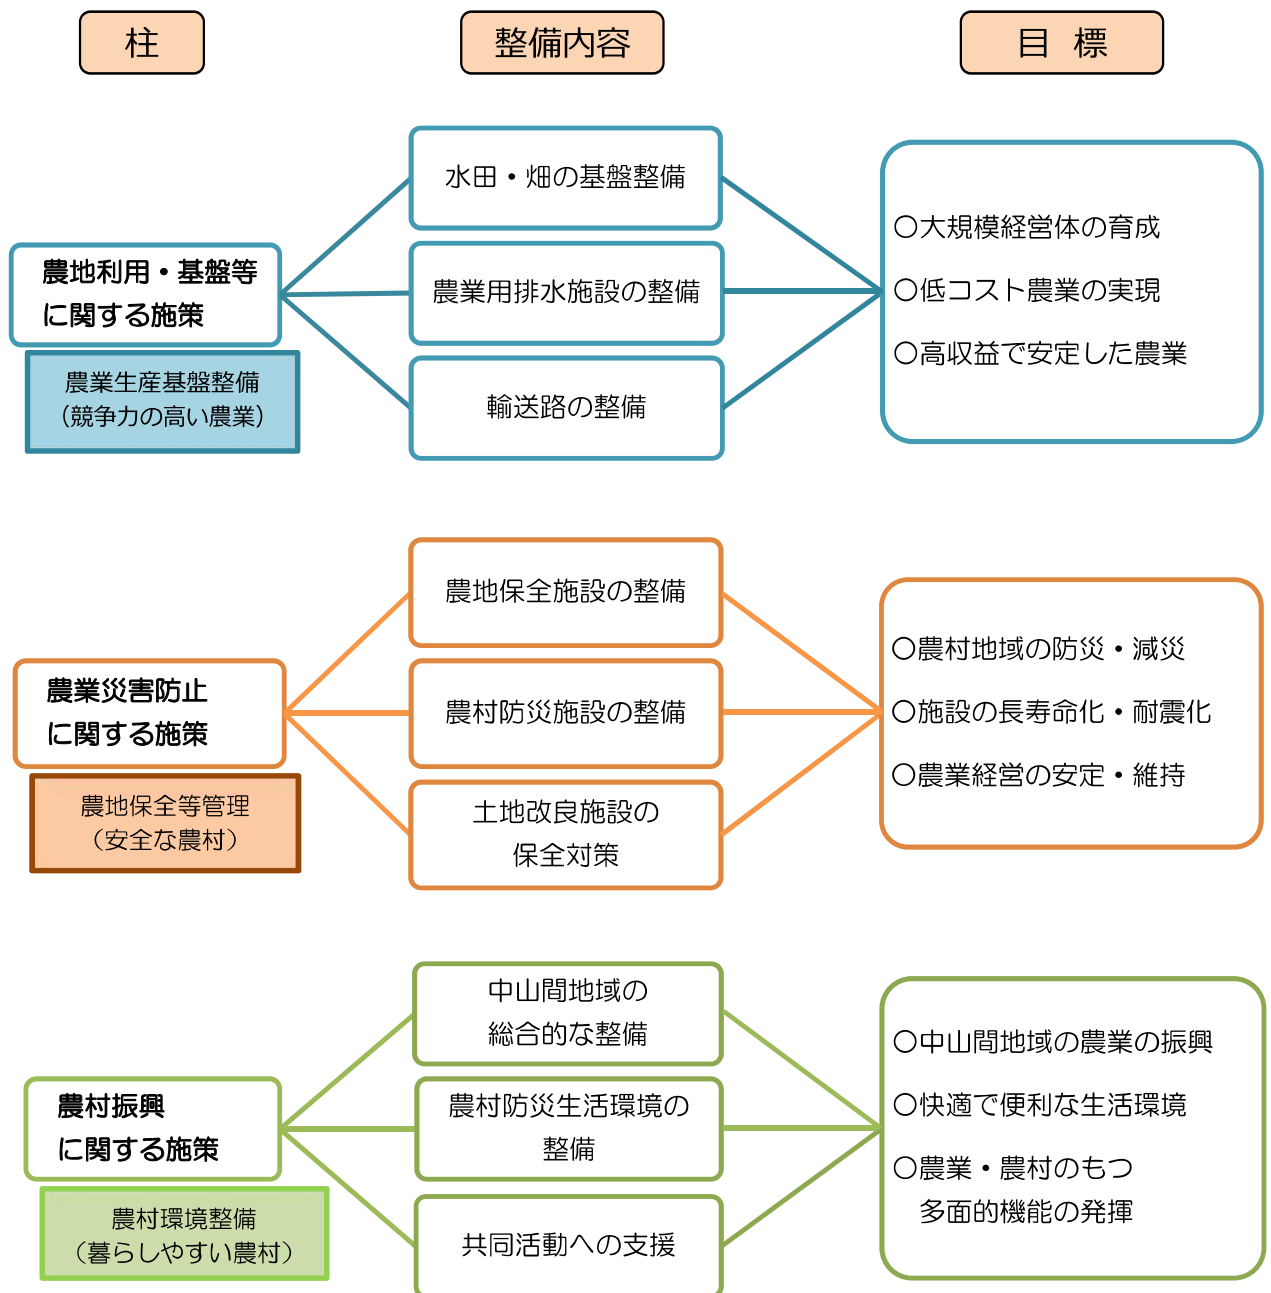 柱
整備内容
目 標
農地利用・基盤等
に関する施策
農業生産基盤整備
（競争力の高い農業）
水田・畑の基盤整備
農業用排水施設の整備
輸送路の整備
〇大規模経営体の育成
〇低コスト農業の実現
〇高収益で安定した農業
農業災害防止
に関する施策
農地保全等管理
（安全な農村）
農地保全施設の整備
農村防災施設の整備
土地改良施設の
保全対策
〇農村地域の防災・減災
〇施設の長寿命化・耐震化
〇農業経営の安定・維持
農村振興
に関する施策
農村環境整備
（暮らしやすい農村）
中山間地域の
総合的な整備
農村防災生活環境の
整備
共同活動への支援
〇中山間地域の農業の振興
〇快適で便利な生活環境
〇農業・農村のもつ
多面的機能の発揮